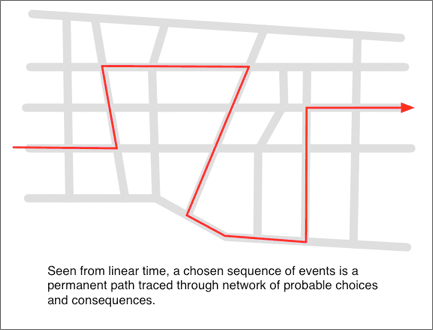 Seen from linear time, a chosen sequence of events is a
permanent path traced through network of probable choices
and consequences.